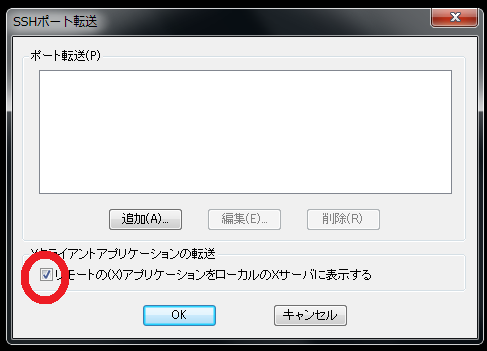 SSHポート転送
ポート転送(P)
追加(A)... 編集(E)... 削除(R)
Xクライアントアプリケーションの転送
リモートの(X)アプリケーションをローカルのXサーバに表示する
OK キャンセル